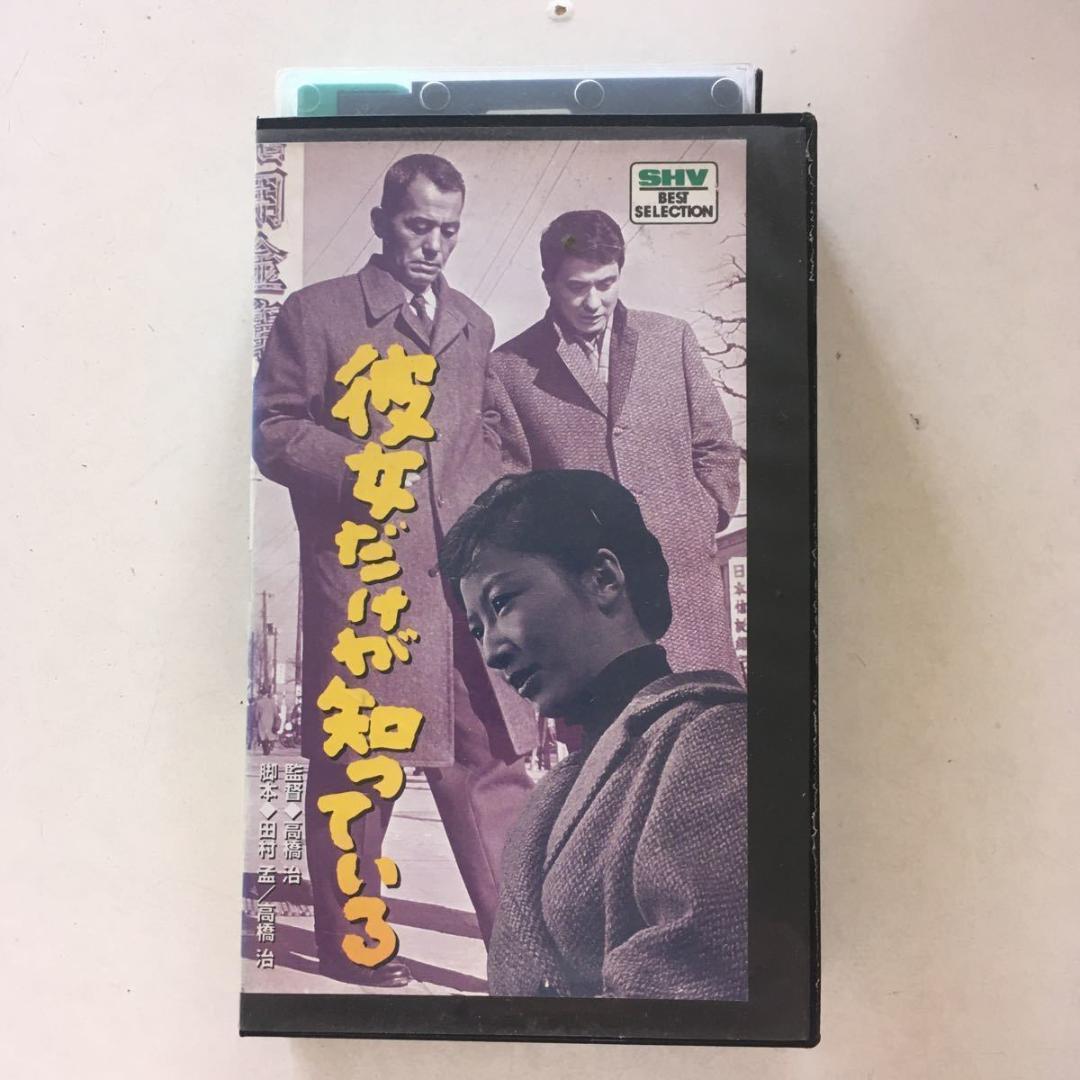 SHV
BEST
SELECTION
彼女だけが知っている
監督◆高橋 治
脚本◆田村 孟／高橋 治